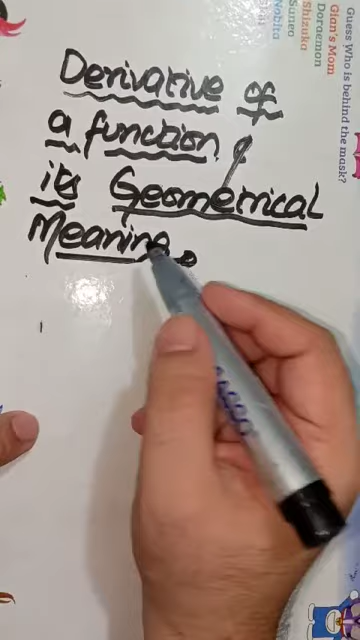 Derivative of
a function &
its Geometrical
Meaning
Guess Who is behind the mask?
Gian's Mom
Doraemon
Shizuka
Suneo
Nobita